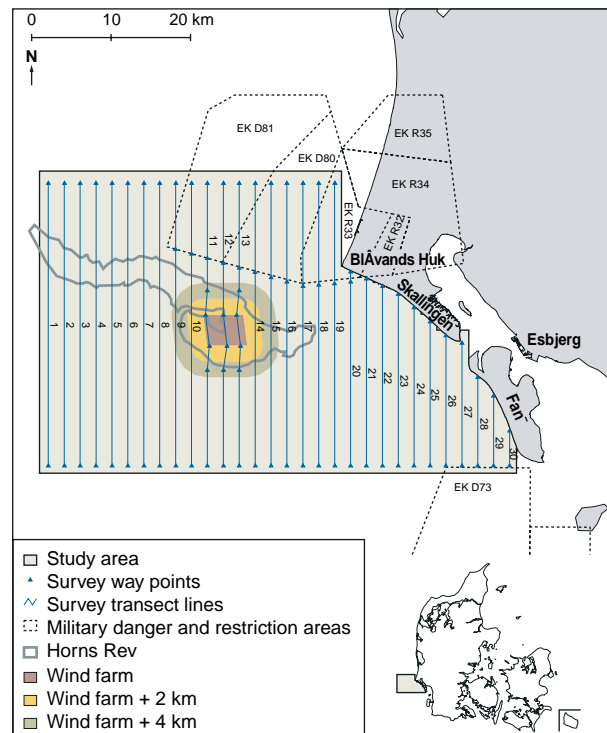 0 10 20 km
N
EK D81
EK D80
EK R35
EK R34
EK R33
EK R32
BlÅvands Huk
Skallingen
Esbjerg
Fan¯
11
12
13
1
2
3
4
5
6
7
8
9
10
14
15
16
17
18
19
20
21
22
23
24
25
26
27
28
29
30
EK D73
Study area
Survey way points
Survey transect lines
Military danger and restriction areas
Horns Rev
Wind farm
Wind farm + 2 km
Wind farm + 4 km